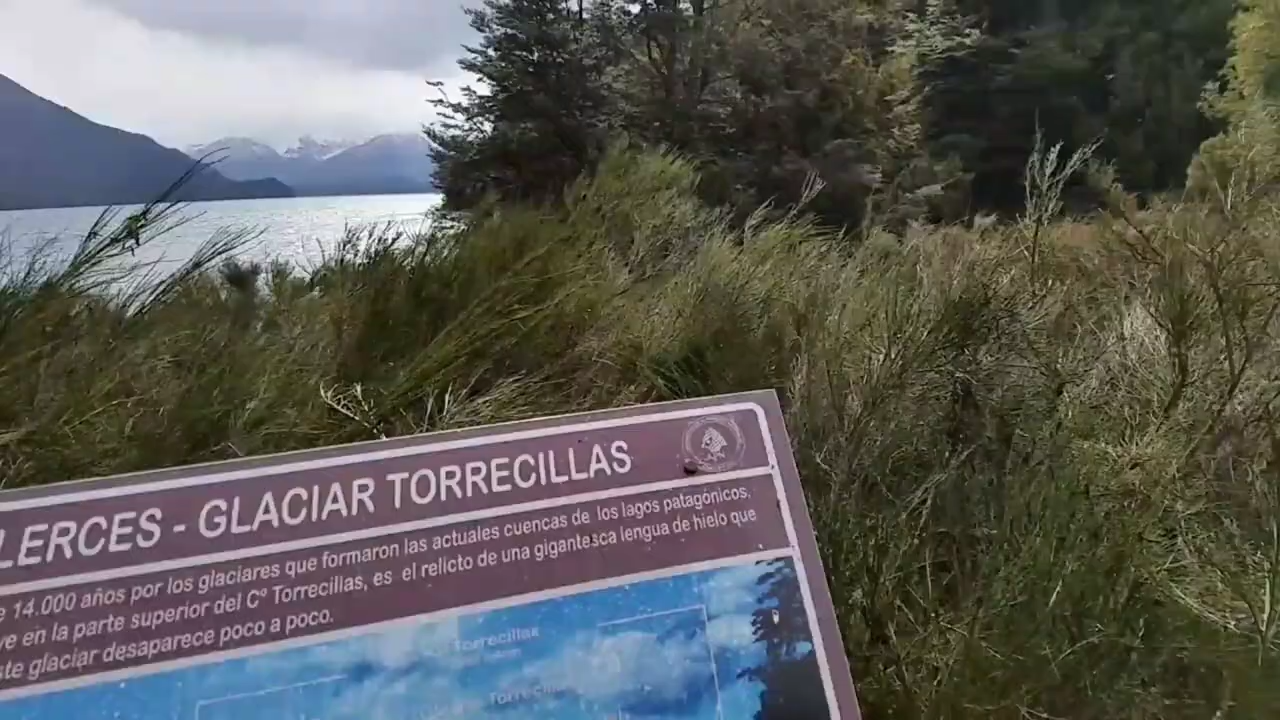 LERCES - GLACIAR TORRECILLAS
e 14.000 años por los glaciares que formaron las actuales cuencas de los lagos patagónicos,
ve en la parte superior del Cº Torrecillas, es el relicto de una gigantesca lengua de hielo que
ste glaciar desaparece poco a poco.
Torrecillas